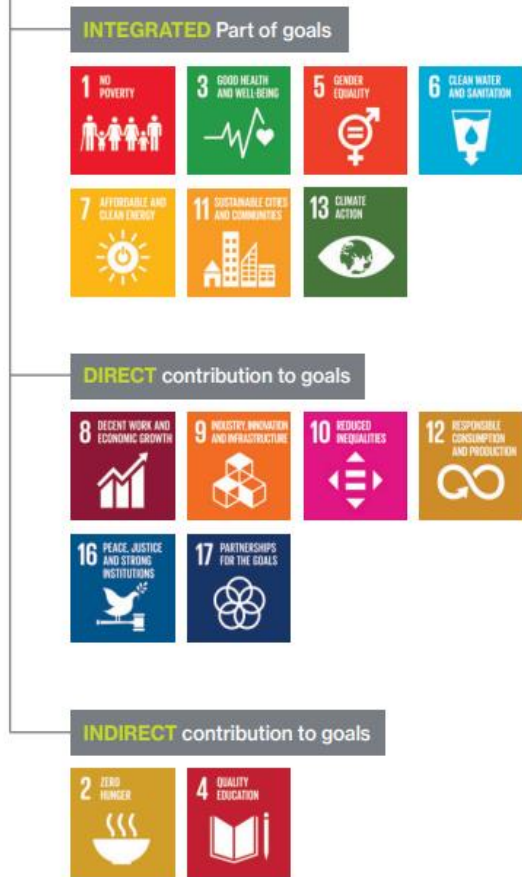 INTEGRATED Part of goals
1 NO POVERTY
3 GOOD HEALTH AND WELL-BEING
5 GENDER EQUALITY
6 CLEAN WATER AND SANITATION
7 AFFORDABLE AND CLEAN ENERGY
11 SUSTAINABLE CITIES AND COMMUNITIES
13 CLIMATE ACTION
DIRECT contribution to goals
8 DECENT WORK AND ECONOMIC GROWTH
9 INDUSTRY, INNOVATION AND INFRASTRUCTURE
10 REDUCED INEQUALITIES
12 RESPONSIBLE CONSUMPTION AND PRODUCTION
16 PEACE, JUSTICE AND STRONG INSTITUTIONS
17 PARTNERSHIPS FOR THE GOALS
INDIRECT contribution to goals
2 ZERO HUNGER
4 QUALITY EDUCATION